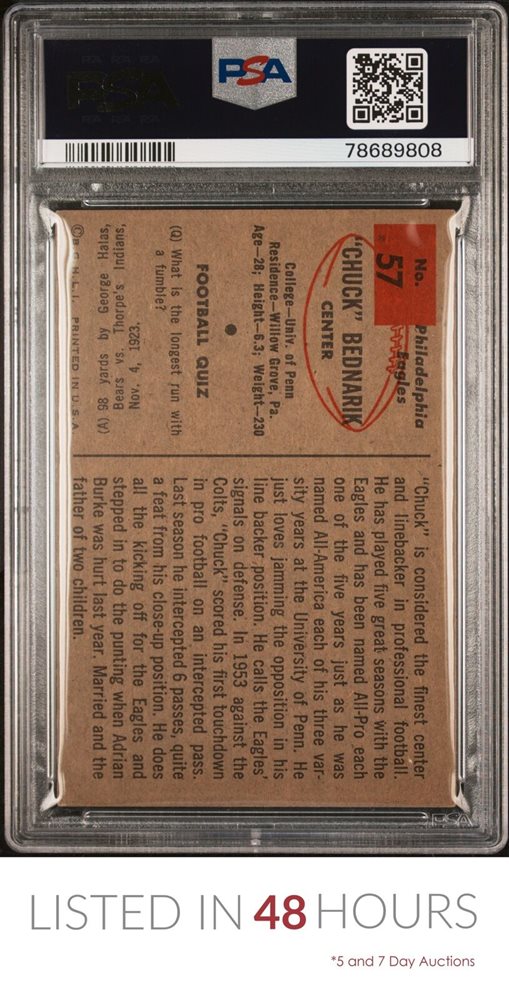 PSA
78689808
No. Philadelphia
57 Eagles
"CHUCK" BEDNARIK
CENTER
College—Univ. of Penn
Residence—Willow Grove, Pa.
Age—28; Height—6.3; Weight—230
FOOTBALL QUIZ
(Q) What is the longest run with
a fumble?
(A) 98 yards by George Halas,
Bears vs. Thorpe's Indians,
Nov. 4, 1923.
©B.G.H.L.I. PRINTED IN U.S.A.
"Chuck" is considered the finest center
and linebacker in professional football.
He has played five great seasons with the
Eagles and has been named All-Pro each
one of the five years just as he was
named All-America each of his three var-
sity years at the University of Penn. He
just loves jamming the opposition in his
line backer position. He calls the Eagles'
signals on defense. In 1953 against the
Colts, "Chuck" scored his first touchdown
in pro football on an intercepted pass.
Last season he intercepted 6 passes, quite
a feat from his close-up position. He does
all the kicking off for the Eagles and
stepped in to do the punting when Adrian
Burke was hurt last year. Married and the
father of two children.
PSA
LISTED IN 48 HOURS
*5 and 7 Day Auctions